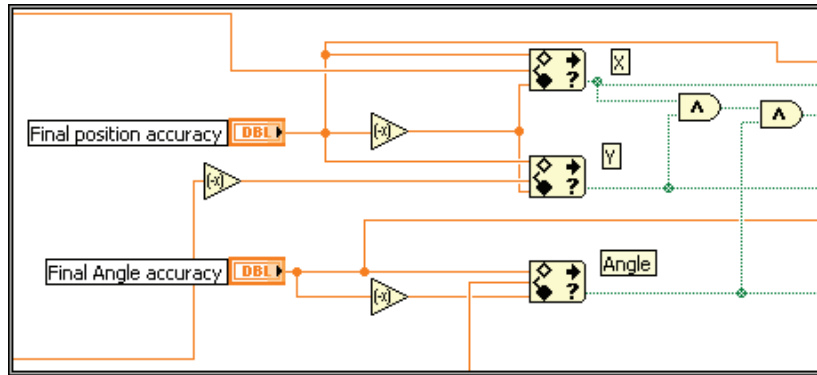 X
Final position accuracy
DBL
(-x)
Y
(-x)
Final Angle accuracy
DBL
(-x)
Angle